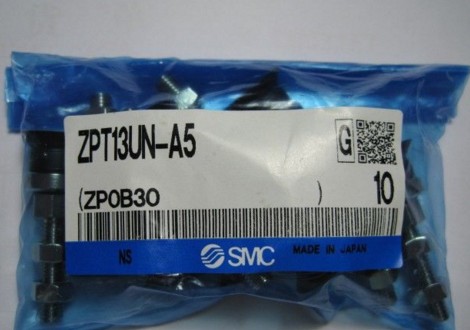 ZPT13UN-A5
G
(ZP0B30 )
10
NS
SMC
MADE IN JAPAN